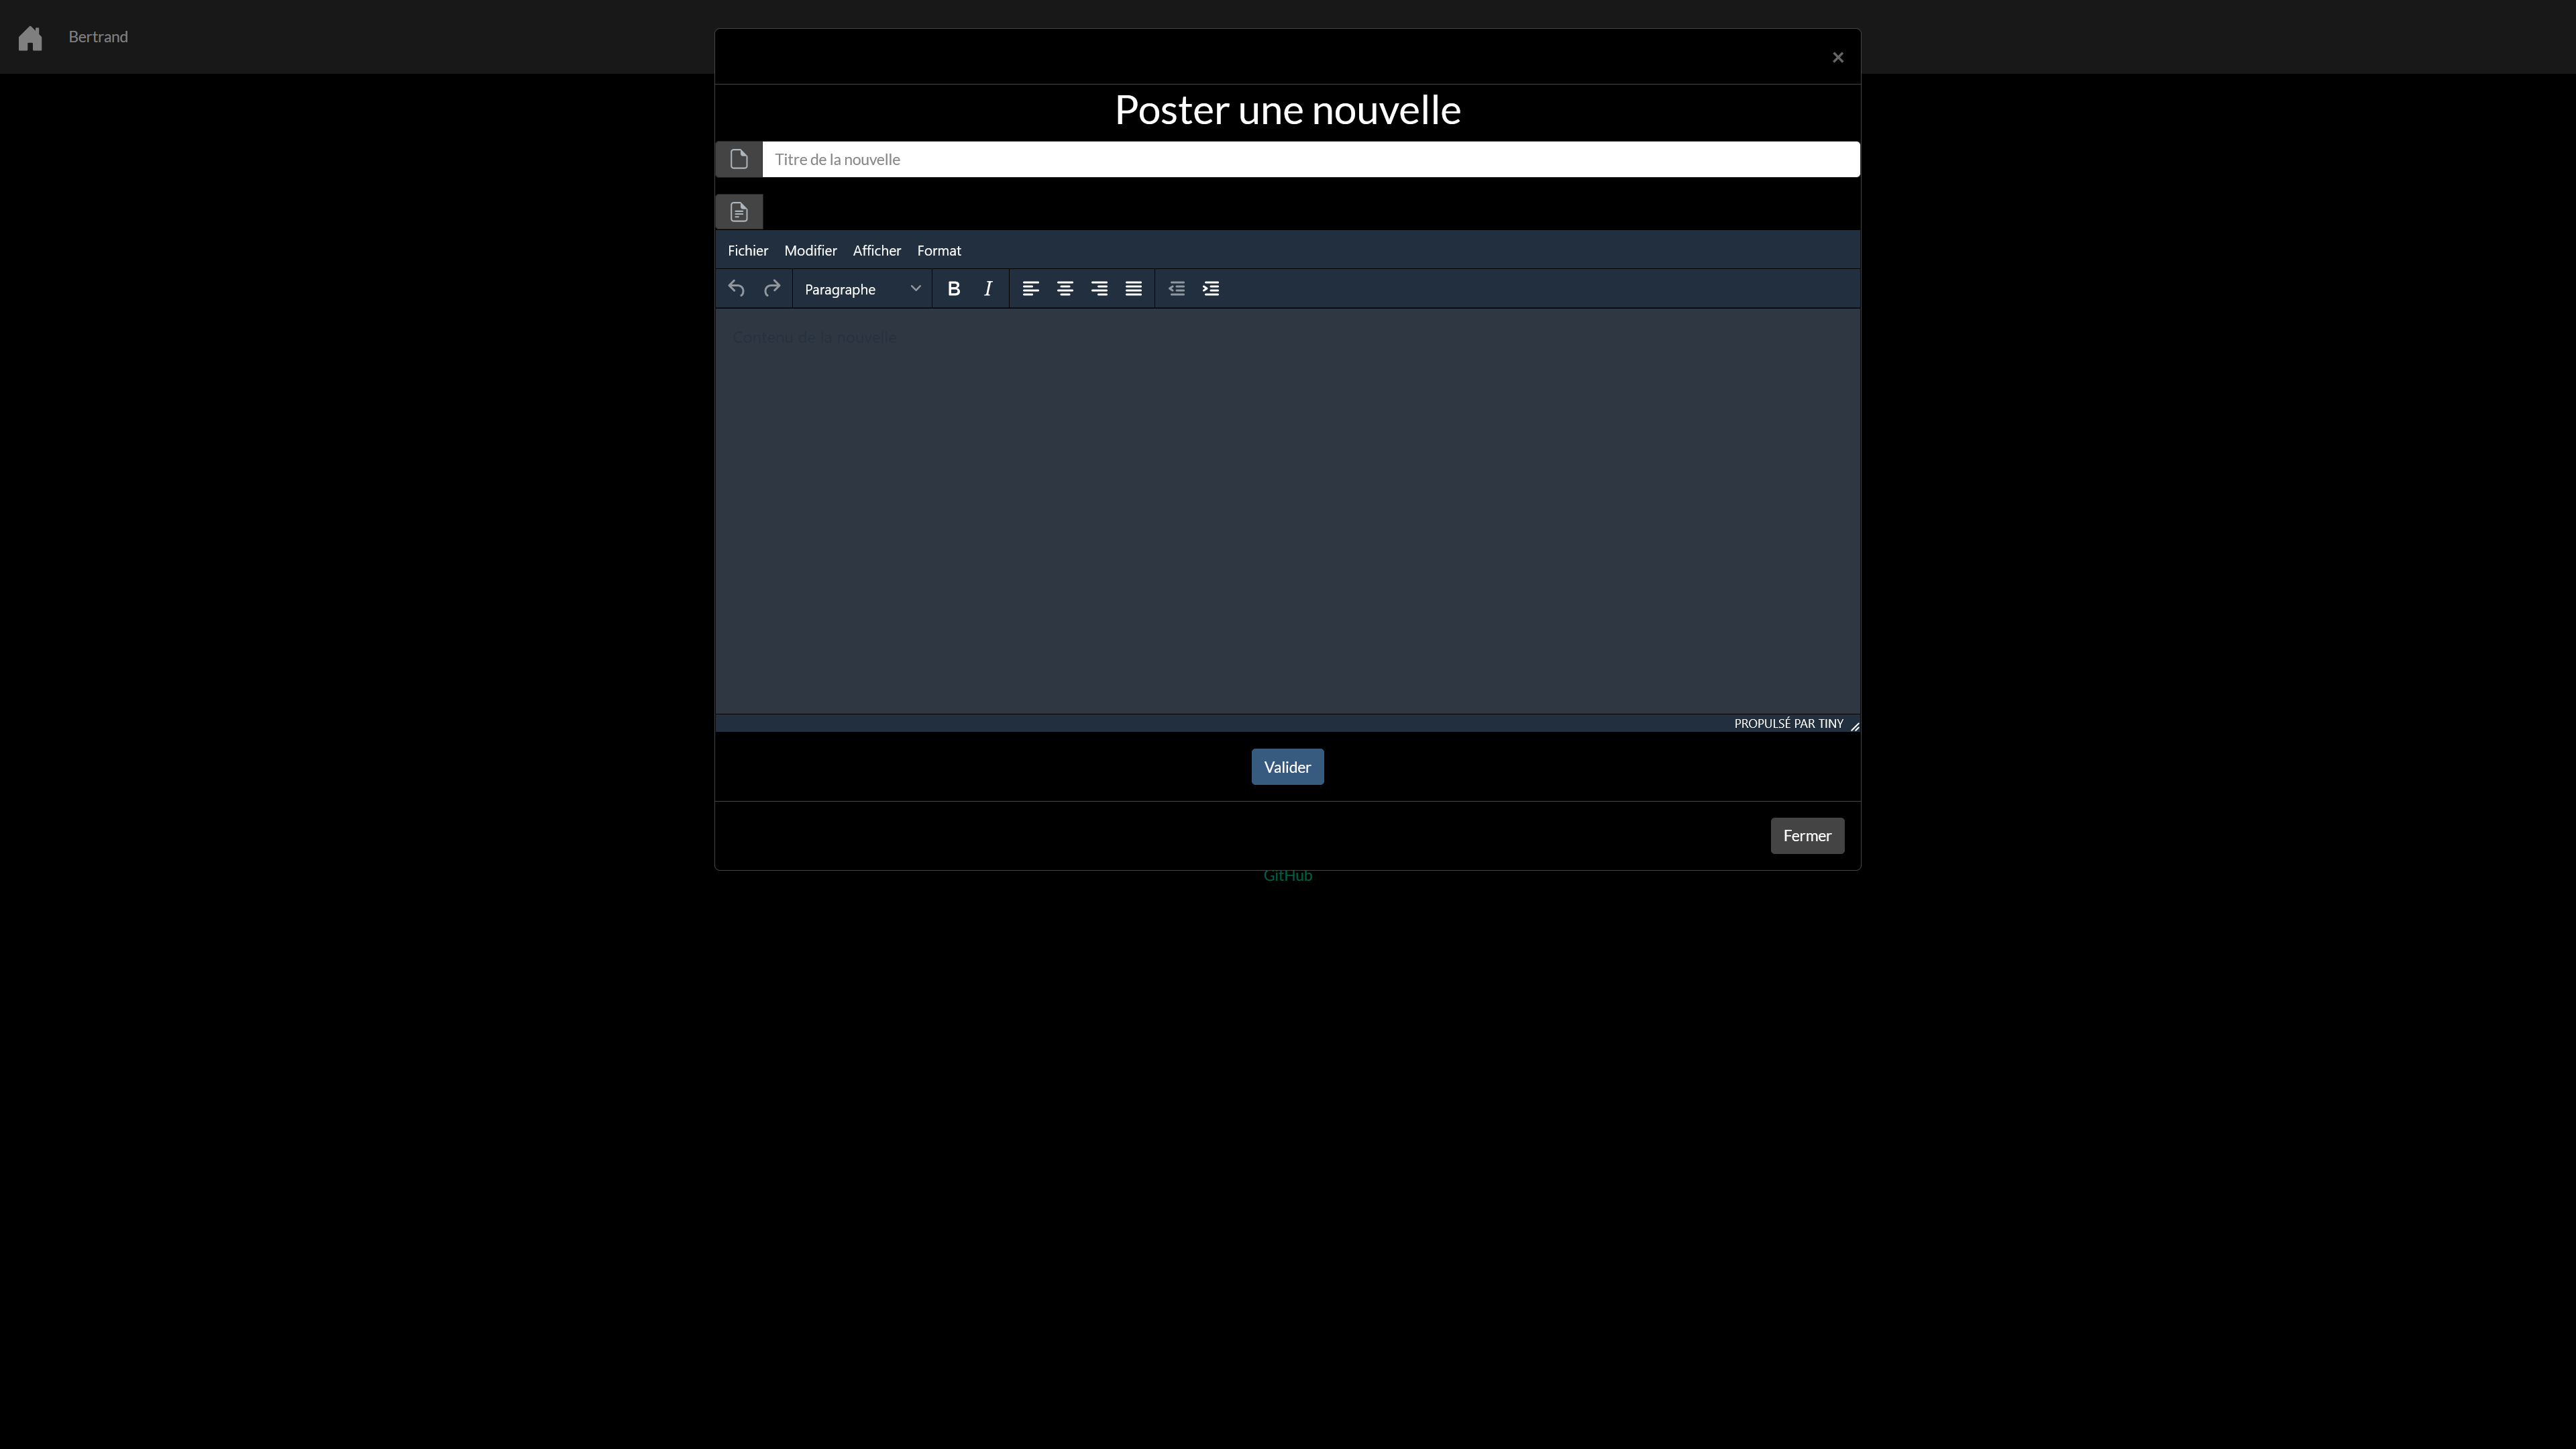 Bertrand
×
Poster une nouvelle
Titre de la nouvelle
Fichier Modifier Afficher Format
Paragraphe B I
Contenu de la nouvelle
PROPULSÉ PAR TINY
Valider
Fermer
GitHub